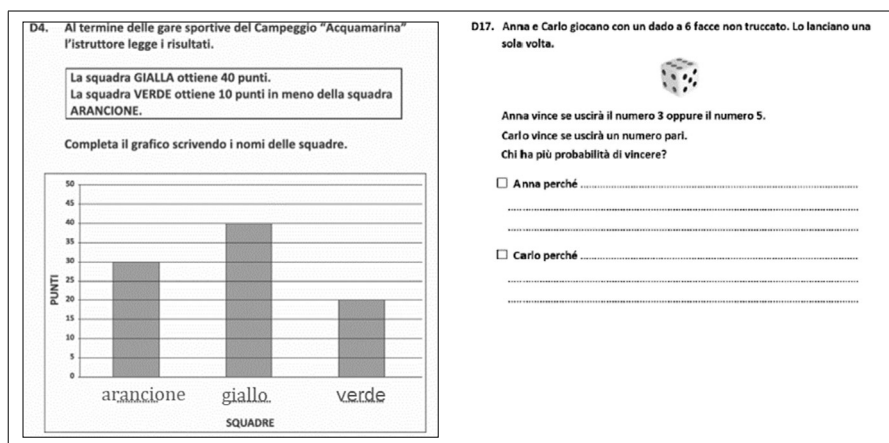 D4. Al termine delle gare sportive del Campeggio "Acquamarina"
l'istruttore legge i risultati.
La squadra GIALLA ottiene 40 punti.
La squadra VERDE ottiene 10 punti in meno della squadra
ARANCIONE.
Completa il grafico scrivendo i nomi delle squadre.
50
45
40
35
30
25
20
15
10
5
0
PUNTI
arancione giallo verde
SQUADRE
D17. Anna e Carlo giocano con un dado a 6 facce non truccato. Lo lanciano una
sola volta.
Anna vince se uscirà il numero 3 oppure il numero 5.
Carlo vince se uscirà un numero pari.
Chi ha più probabilità di vincere?
Anna perché
Carlo perché